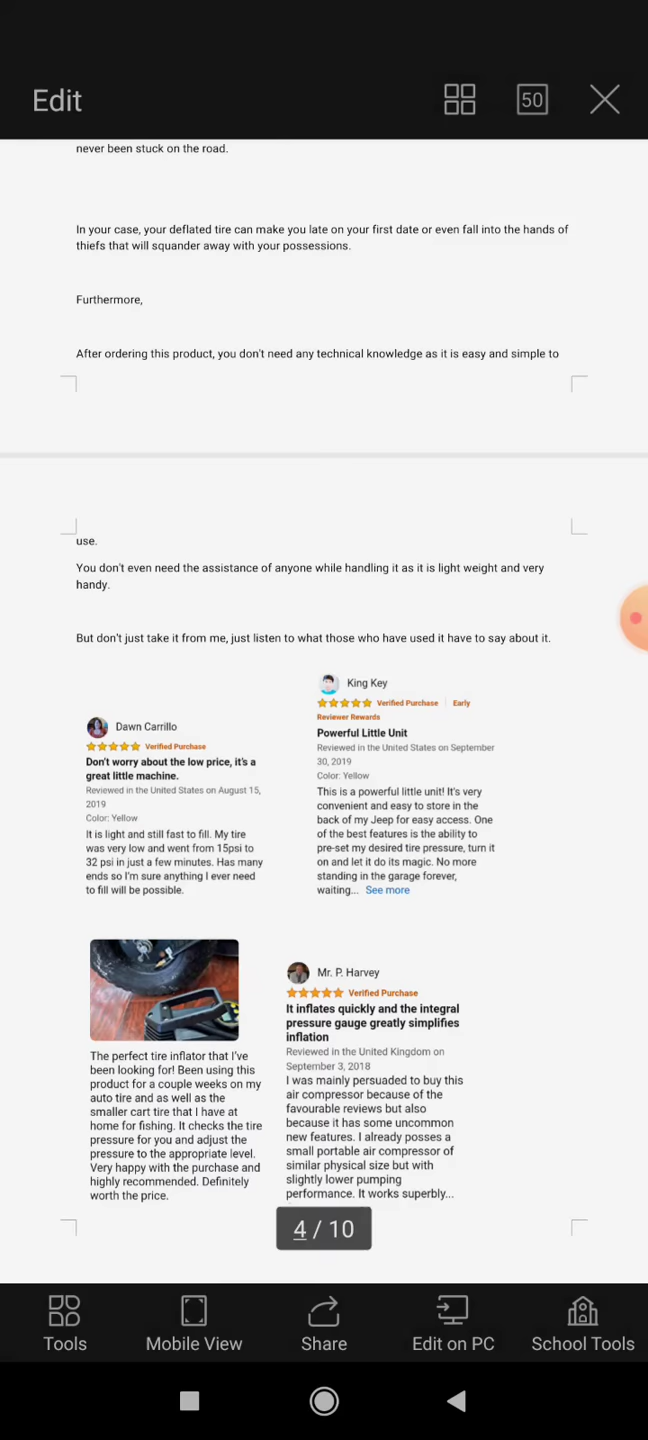 Edit
50
never been stuck on the road.
In your case, your deflated tire can make you late on your first date or even fall into the hands of
thiefs that will squander away with your possessions.
Furthermore,
After ordering this product, you don't need any technical knowledge as it is easy and simple to
use.
You don't even need the assistance of anyone while handling it as it is light weight and very
handy.
But don't just take it from me, just listen to what those who have used it have to say about it.
Dawn Carrillo
Verified Purchase
Don't worry about the low price, it's a
great little machine.
Reviewed in the United States on August 15,
2019
Color: Yellow
It is light and still fast to fill. My tire
was very low and went from 15psi to
32 psi in just a few minutes. Has many
ends so I'm sure anything I ever need
to fill will be possible.
King Key
Verified Purchase | Early
Reviewer Rewards
Powerful Little Unit
Reviewed in the United States on September
30, 2019
Color: Yellow
This is a powerful little unit! It's very
convenient and easy to store in the
back of my Jeep for easy access. One
of the best features is the ability to
pre-set my desired tire pressure, turn it
on and let it do its magic. No more
standing in the garage forever,
waiting... See more
The perfect tire inflator that I've
been looking for! Been using this
product for a couple weeks on my
auto tire and as well as the
smaller cart tire that I have at
home for fishing. It checks the tire
pressure for you and adjust the
pressure to the appropriate level.
Very happy with the purchase and
highly recommended. Definitely
worth the price.
Mr. P. Harvey
Verified Purchase
It inflates quickly and the integral
pressure gauge greatly simplifies
inflation
Reviewed in the United Kingdom on
September 3, 2018
I was mainly persuaded to buy this
air compressor because of the
favourable reviews but also
because it has some uncommon
new features. I already posses a
small portable air compressor of
similar physical size but with
slightly lower pumping
performance. It works superbly...
4 / 10
Tools
Mobile View
Share
Edit on PC
School Tools